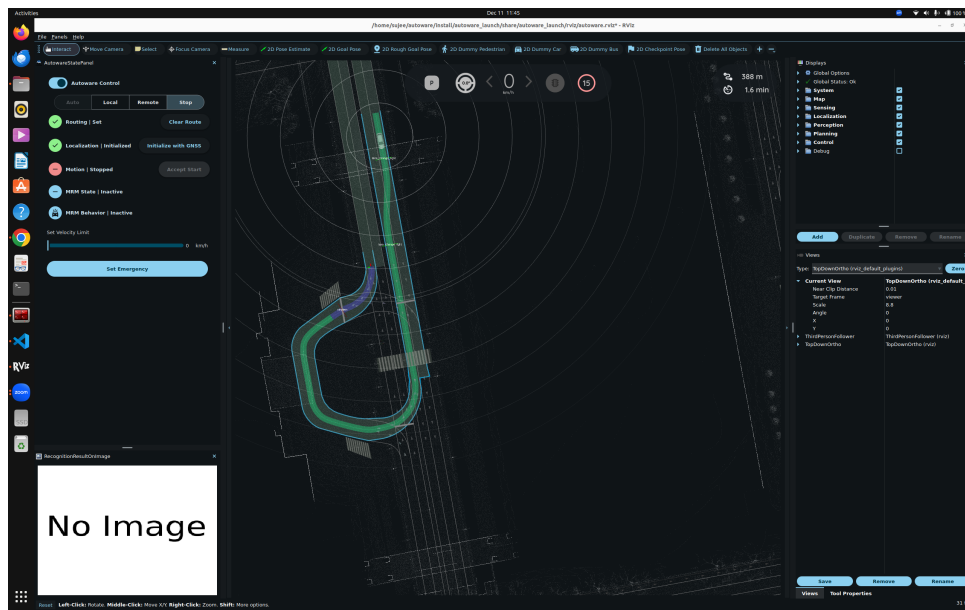 Activities
Dec 11 11:45
100
/home/sujee/autoware/install/autoware_launch/share/autoware_launch/rviz/autoware.rviz* - RViz
File Panels Help
Interact Move Camera Select Focus Camera Measure 2D Pose Estimate 2D Goal Pose 2D Rough Goal Pose 2D Dummy Pedestrian 2D Dummy Car 2D Dummy Bus 2D Checkpoint Pose Delete All Objects
AutowareStatePanel
Autoware Control
Auto Local Remote Stop
Routing | Set Clear Route
Localization | Initialized Initialize with GNSS
Motion | Stopped Accept Start
MRM State | Inactive
MRM Behavior | Inactive
Set Velocity Limit
0 km/h
Set Emergency
RecognitionResultOnImage
No Image
P
0
km/h
15
388 m
1.6 min
Displays
Global Options
Global Status: Ok
System
Map
Sensing
Localization
Perception
Planning
Control
Debug
Add Duplicate Remove Rename
Views
Type: TopDownOrtho (rviz_default_plugins) Zero
Current View TopDownOrtho (rviz_default_
Near Clip Distance 0.01
Target Frame viewer
Scale 8.8
Angle 0
X 0
Y 0
ThirdPersonFollower ThirdPersonFollower (rviz)
TopDownOrtho TopDownOrtho (rviz)
Save Remove Rename
Views Tool Properties
RViz
zoom
Reset Left-Click: Rotate. Middle-Click: Move X/Y. Right-Click: Zoom. Shift: More options.
31